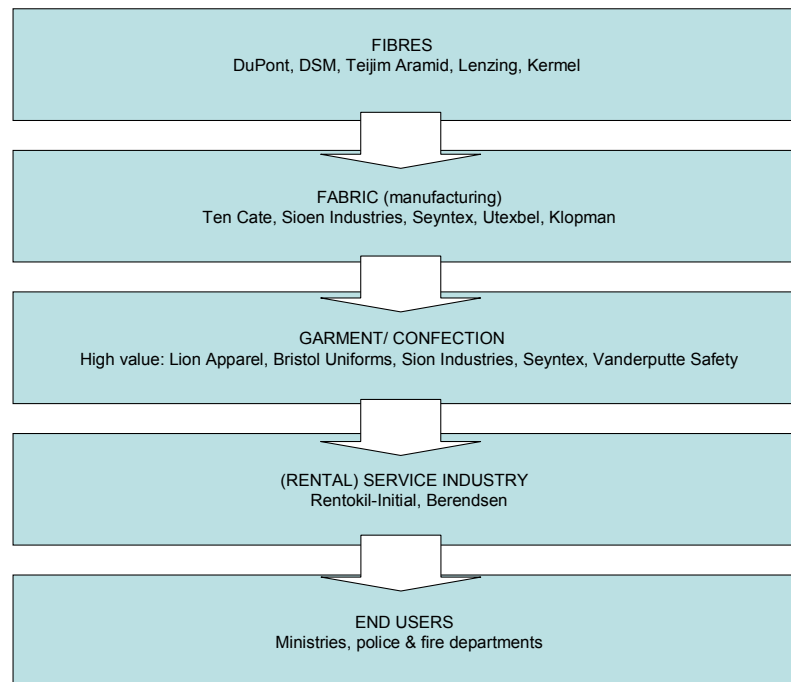 FIBRES
DuPont, DSM, Teijim Aramid, Lenzing, Kermel
FABRIC (manufacturing)
Ten Cate, Sioen Industries, Seyntex, Utexbel, Klopman
GARMENT/ CONFECTION
High value: Lion Apparel, Bristol Uniforms, Sion Industries, Seyntex, Vanderputte Safety
(RENTAL) SERVICE INDUSTRY
Rentokil-Initial, Berendsen
END USERS
Ministries, police & fire departments